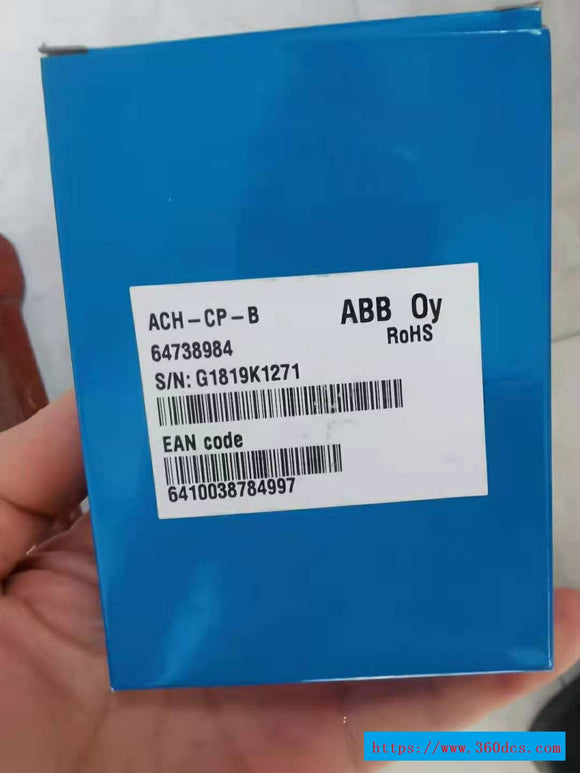 ACH-CP-B
ABB Oy
RoHS
64738984
S/N: G1819K1271
EAN code
6410038784997
https://www.360dcs.com